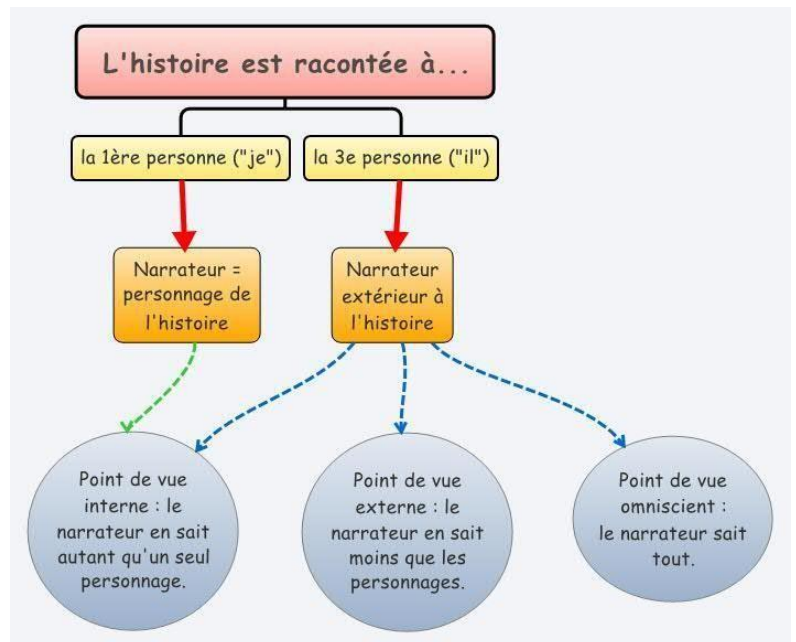 L'histoire est racontée à...
la 1ère personne ("je")
la 3e personne ("il")
Narrateur =
personnage de
l'histoire
Narrateur
extérieur à
l'histoire
Point de vue
interne : le
narrateur en sait
autant qu'un seul
personnage.
Point de vue
externe : le
narrateur en sait
moins que les
personnages.
Point de vue
omniscient :
le narrateur sait
tout.